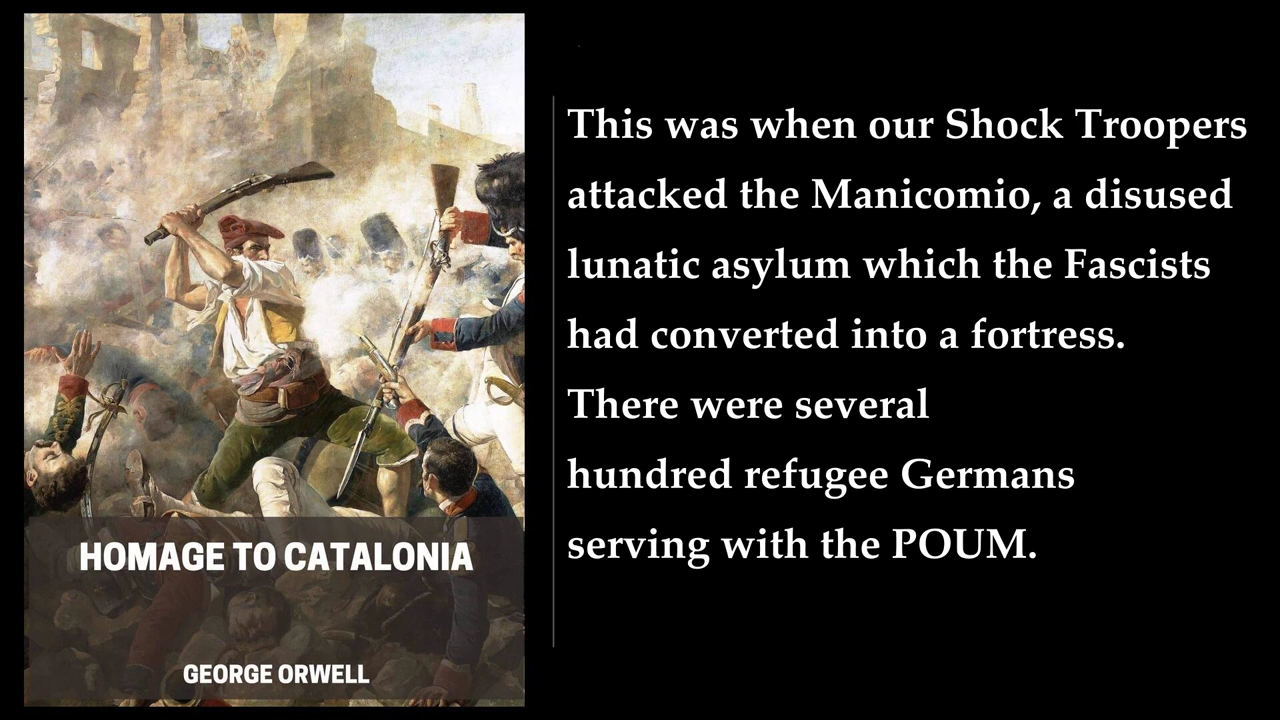 HOMAGE TO CATALONIA
GEORGE ORWELL
This was when our Shock Troopers
attacked the Manicomio, a disused
lunatic asylum which the Fascists
had converted into a fortress.
There were several
hundred refugee Germans
serving with the POUM.